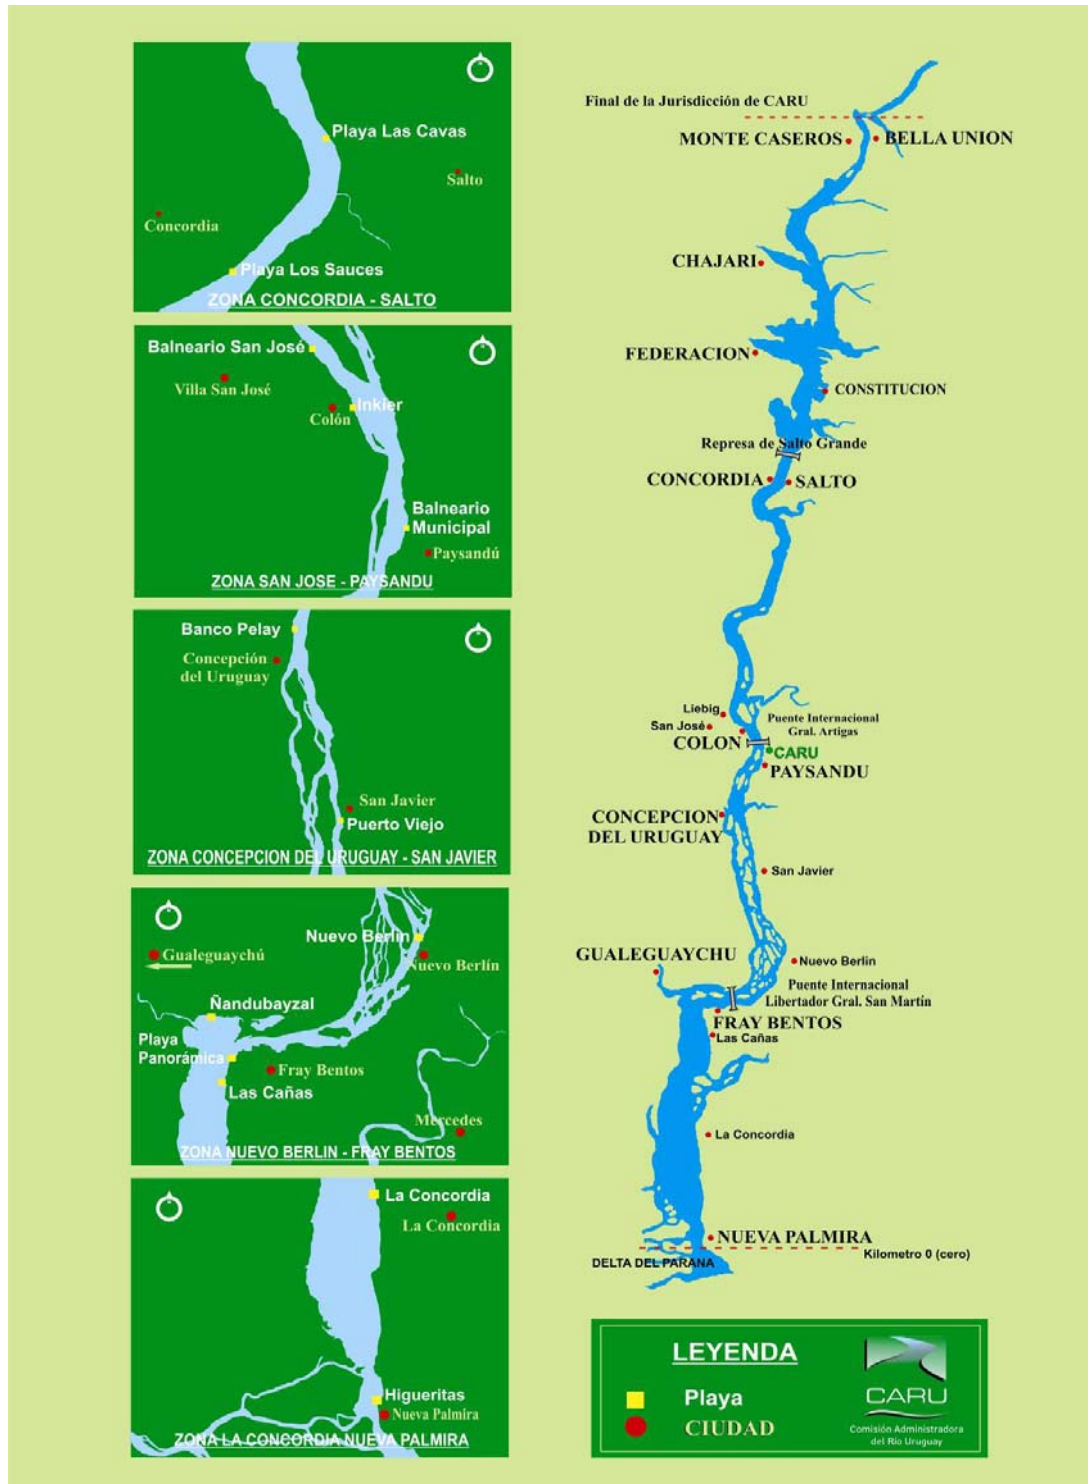 Playa Las Cavas
Salto
Concordia
Playa Los Sauces
ZONA CONCORDIA - SALTO
Balneario San José
Villa San José
Inkier
Colón
Balneario
Municipal
Paysandú
ZONA SAN JOSE - PAYSANDU
Banco Pelay
Concepción
del Uruguay
San Javier
Puerto Viejo
ZONA CONCEPCION DEL URUGUAY - SAN JAVIER
Nuevo Berlín
Gualeguaychú
Nuevo Berlín
Ñandubayzal
Playa
Panorámica
Fray Bentos
Las Cañas
Mercedes
ZONA NUEVO BERLIN - FRAY BENTOS
La Concordia
La Concordia
Higueritas
Nueva Palmira
ZONA LA CONCORDIA NUEVA PALMIRA
Final de la Jurisdicción de CARU
MONTE CASEROS
BELLA UNION
CHAJARI
FEDERACION
CONSTITUCION
Represa de Salto Grande
CONCORDIA
SALTO
Liebig
San José
Puente Internacional
Gral. Artigas
COLON
CARU
PAYSANDU
CONCEPCION
DEL URUGUAY
San Javier
GUALEGUAYCHU
Nuevo Berlin
Puente Internacional
Libertador Gral. San Martín
FRAY BENTOS
Las Cañas
La Concordia
NUEVA PALMIRA
Kilometro 0 (cero)
DELTA DEL PARANA
LEYENDA
Playa
CIUDAD
CARU
Comisión Administradora
del Río Uruguay